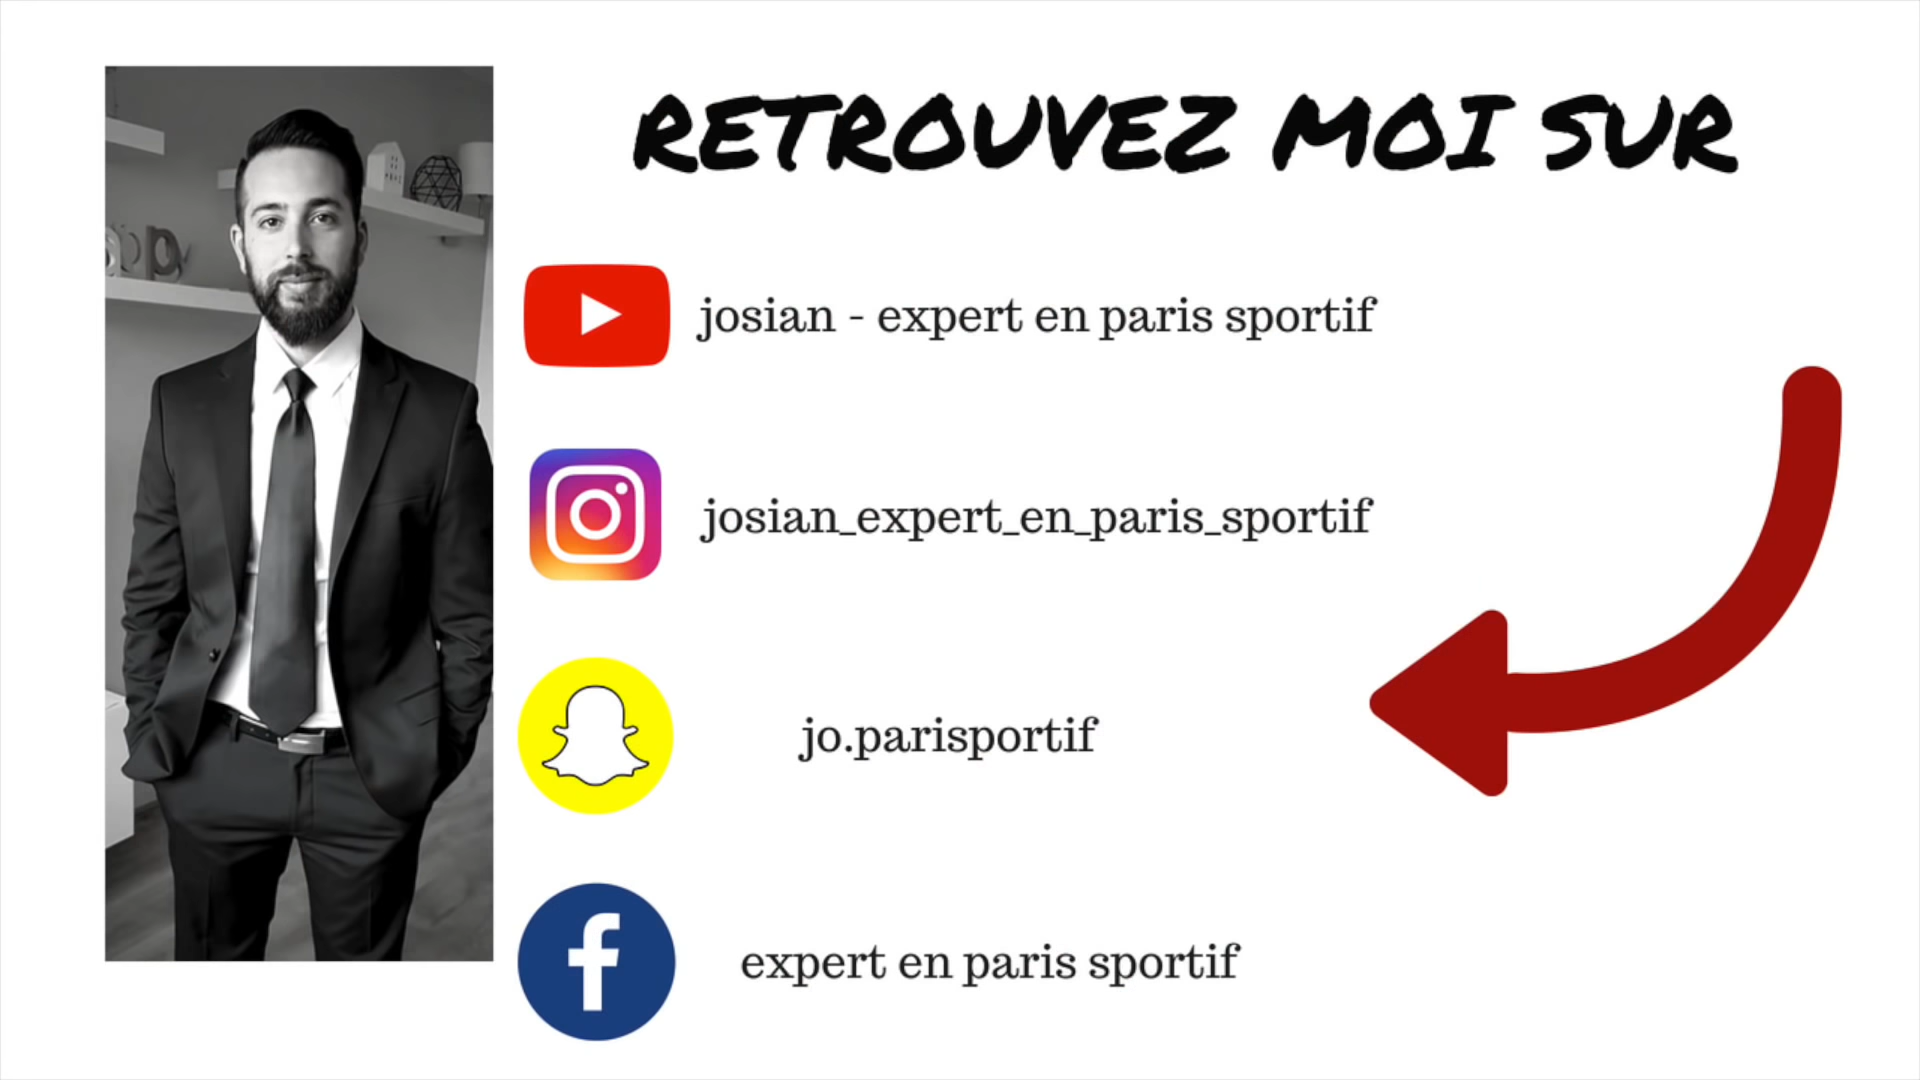 RETROUVEZ MOI SUR
josian - expert en paris sportif
josian_expert_en_paris_sportif
jo.parisportif
expert en paris sportif